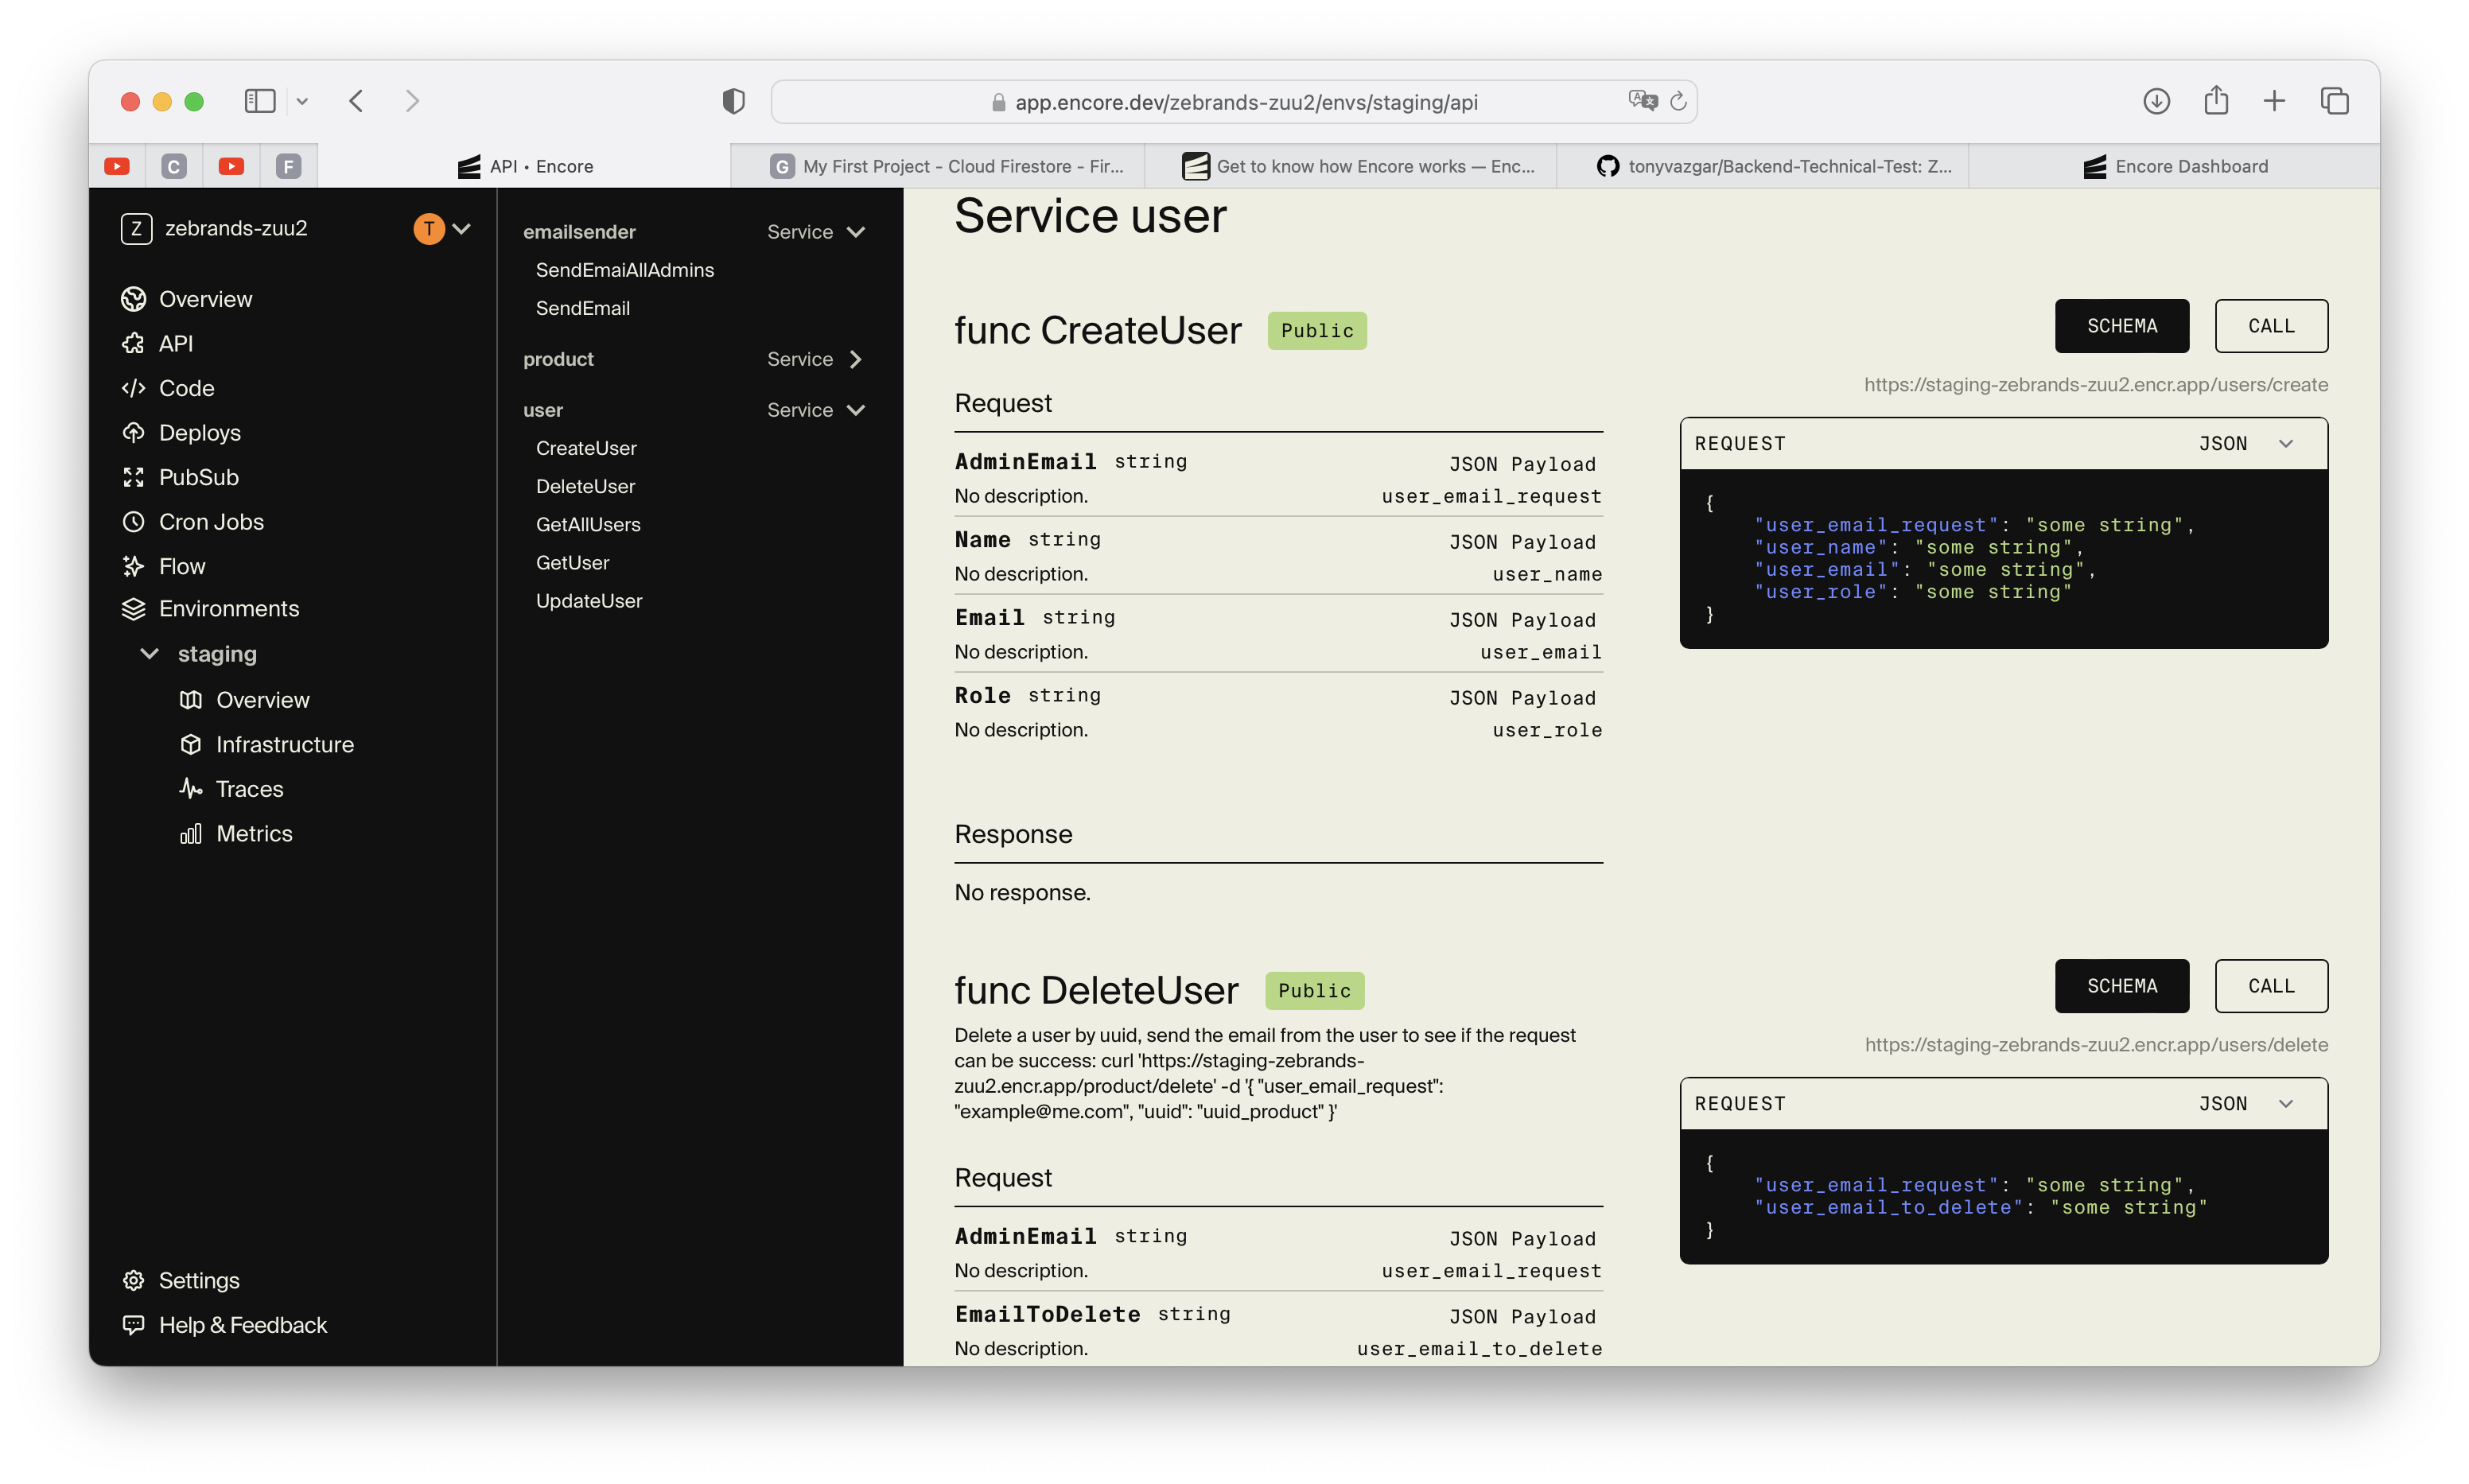 app.encore.dev/zebrands-zuu2/envs/staging/api
C
F
API • Encore
G My First Project - Cloud Firestore - Fir...
Get to know how Encore works — Enc...
tonyvazgar/Backend-Technical-Test: Z...
Encore Dashboard
Z zebrands-zuu2 T
Overview
API
Code
Deploys
PubSub
Cron Jobs
Flow
Environments
staging
Overview
Infrastructure
Traces
Metrics
Settings
Help & Feedback
emailsender Service
SendEmaiAllAdmins
SendEmail
product Service
user Service
CreateUser
DeleteUser
GetAllUsers
GetUser
UpdateUser
Service user
func CreateUser Public
SCHEMA CALL
https://staging-zebrands-zuu2.encr.app/users/create
Request
AdminEmail string JSON Payload
No description. user_email_request
Name string JSON Payload
No description. user_name
Email string JSON Payload
No description. user_email
Role string JSON Payload
No description. user_role
REQUEST JSON
{
"user_email_request": "some string",
"user_name": "some string",
"user_email": "some string",
"user_role": "some string"
}
Response
No response.
func DeleteUser Public
SCHEMA CALL
https://staging-zebrands-zuu2.encr.app/users/delete
Delete a user by uuid, send the email from the user to see if the request
can be success: curl 'https://staging-zebrands-
zuu2.encr.app/product/delete' -d '{ "user_email_request":
"example@me.com", "uuid": "uuid_product" }'
Request
AdminEmail string JSON Payload
No description. user_email_request
EmailToDelete string JSON Payload
No description. user_email_to_delete
REQUEST JSON
{
"user_email_request": "some string",
"user_email_to_delete": "some string"
}